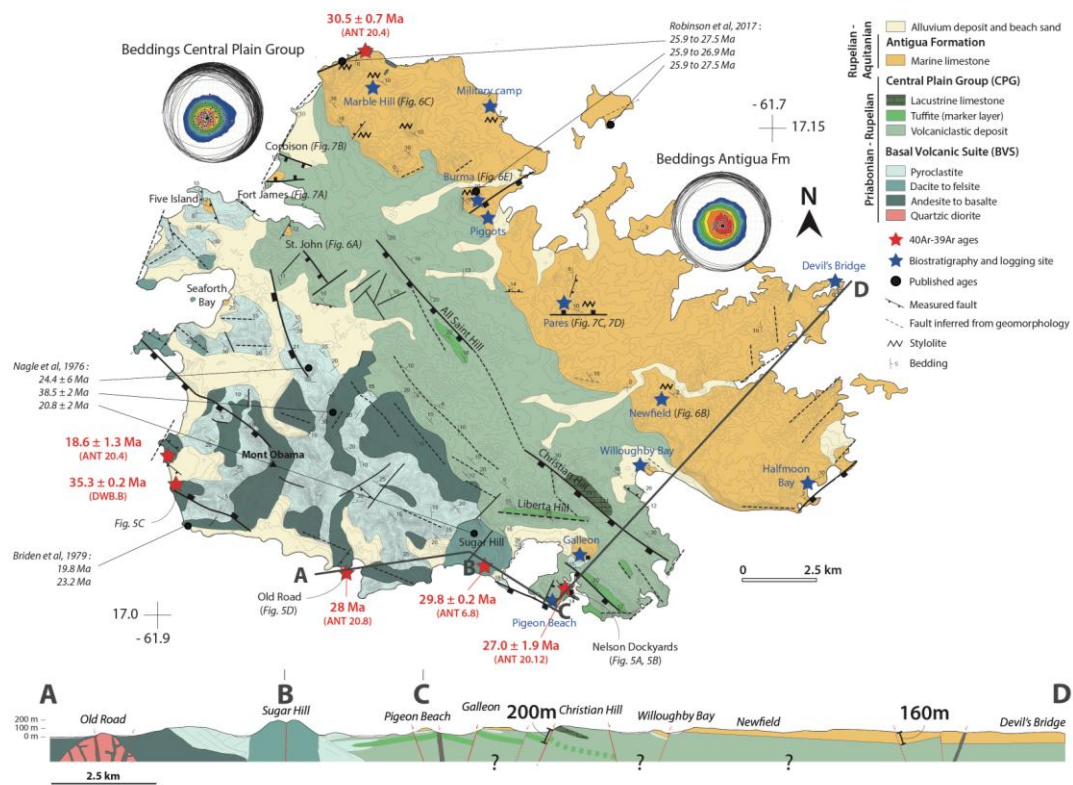 30.5 ± 0.7 Ma
(ANT 20.4)
Robinson et al, 2017 :
25.9 to 27.5 Ma
25.9 to 26.9 Ma
25.9 to 27.5 Ma
Beddings Central Plain Group
Marble Hill (Fig. 6C)
Military camp
- 61.7
17.15
Corbison (Fig. 7B)
Burma (Fig. 6E)
Beddings Antigua Fm
Fort James (Fig. 7A)
Five Island
Piggots
N
St. John (Fig. 6A)
Devil's Bridge
D
Seaforth
Bay
All Saint Hill
Pares (Fig. 7C, 7D)
Nagle et al, 1976 :
24.4 ± 6 Ma
38.5 ± 2 Ma
20.8 ± 2 Ma
Newfield (Fig. 6B)
18.6 ± 1.3 Ma
(ANT 20.4)
Mont Obama
Willoughby Bay
Christian Hill
Halfmoon
Bay
35.3 ± 0.2 Ma
(DWB.B)
Liberta Hill
Fig. 5C
Sugar Hill
Galleon
Briden et al, 1979 :
19.8 Ma
23.2 Ma
A
B
C
0
2.5 km
Old Road
(Fig. 5D)
28 Ma
(ANT 20.8)
29.8 ± 0.2 Ma
(ANT 6.8)
Pigeon Beach
27.0 ± 1.9 Ma
(ANT 20.12)
Nelson Dockyards
(Fig. 5A, 5B)
17.0
- 61.9
Rupelian -
Aquitanian
Alluvium deposit and beach sand
Antigua Formation
Marine limestone
Priabonian - Rupelian
Central Plain Group (CPG)
Lacustrine limestone
Tuffite (marker layer)
Volcaniclastic deposit
Basal Volcanic Suite (BVS)
Pyroclastite
Dacite to felsite
Andesite to basalte
Quartzic diorite
40Ar-39Ar ages
Biostratigraphy and logging site
Published ages
Measured fault
Fault inferred from geomorphology
Stylolite
Bedding
A
B
C
D
200 m
100 m
0 m
Old Road
Sugar Hill
Pigeon Beach
Galleon
200m
Christian Hill
Willoughby Bay
Newfield
160m
Devil's Bridge
?
?
?
2.5 km